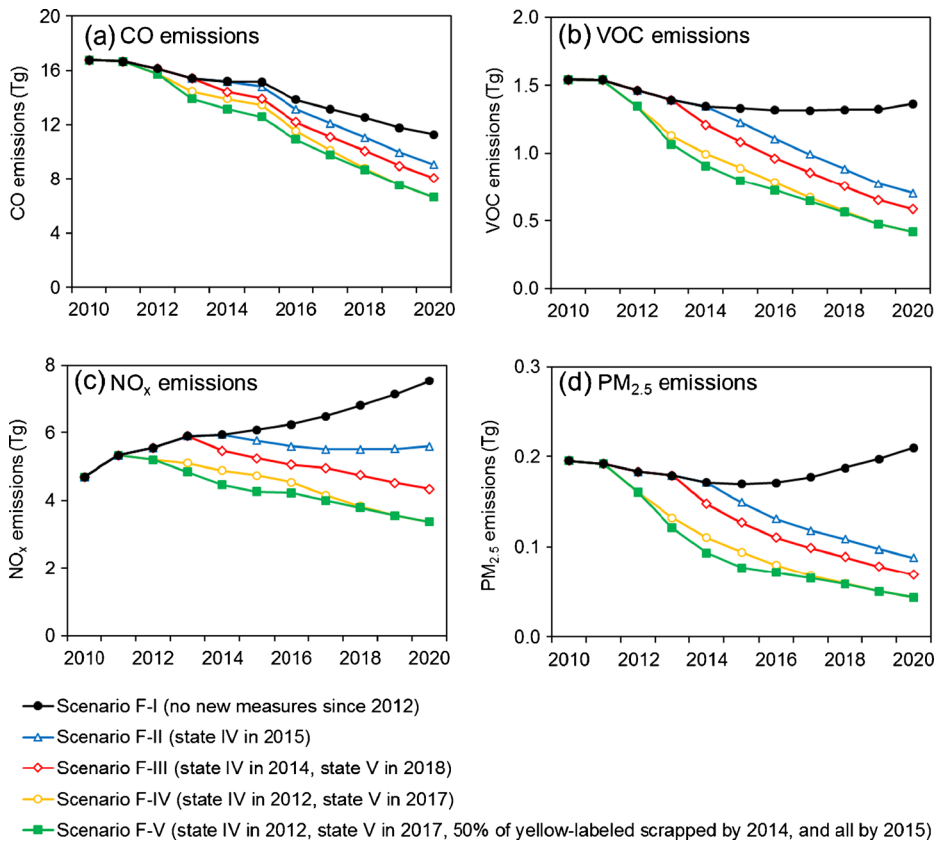 (a) CO emissions
CO emissions (Tg)
20
16
12
8
4
0
2010 2012 2014 2016 2018 2020
(b) VOC emissions
VOC emissions (Tg)
2.0
1.5
1.0
0.5
0.0
2010 2012 2014 2016 2018 2020
(c) NOx emissions
NOx emissions (Tg)
8
6
4
2
0
2010 2012 2014 2016 2018 2020
(d) PM2.5 emissions
PM2.5 emissions (Tg)
0.3
0.2
0.1
0.0
2010 2012 2014 2016 2018 2020
Scenario F-I (no new measures since 2012)
Scenario F-II (state IV in 2015)
Scenario F-III (state IV in 2014, state V in 2018)
Scenario F-IV (state IV in 2012, state V in 2017)
Scenario F-V (state IV in 2012, state V in 2017, 50% of yellow-labeled scrapped by 2014, and all by 2015)